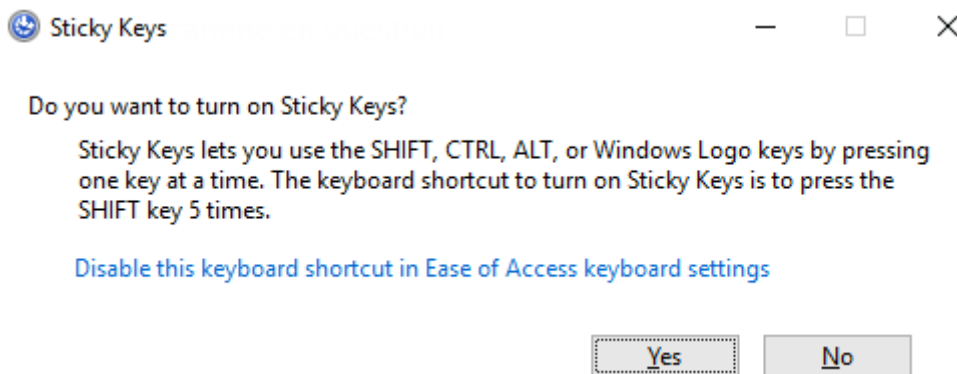 Sticky Keys
Do you want to turn on Sticky Keys?
Sticky Keys lets you use the SHIFT, CTRL, ALT, or Windows Logo keys by pressing
one key at a time. The keyboard shortcut to turn on Sticky Keys is to press the
SHIFT key 5 times.
Disable this keyboard shortcut in Ease of Access keyboard settings
Yes No